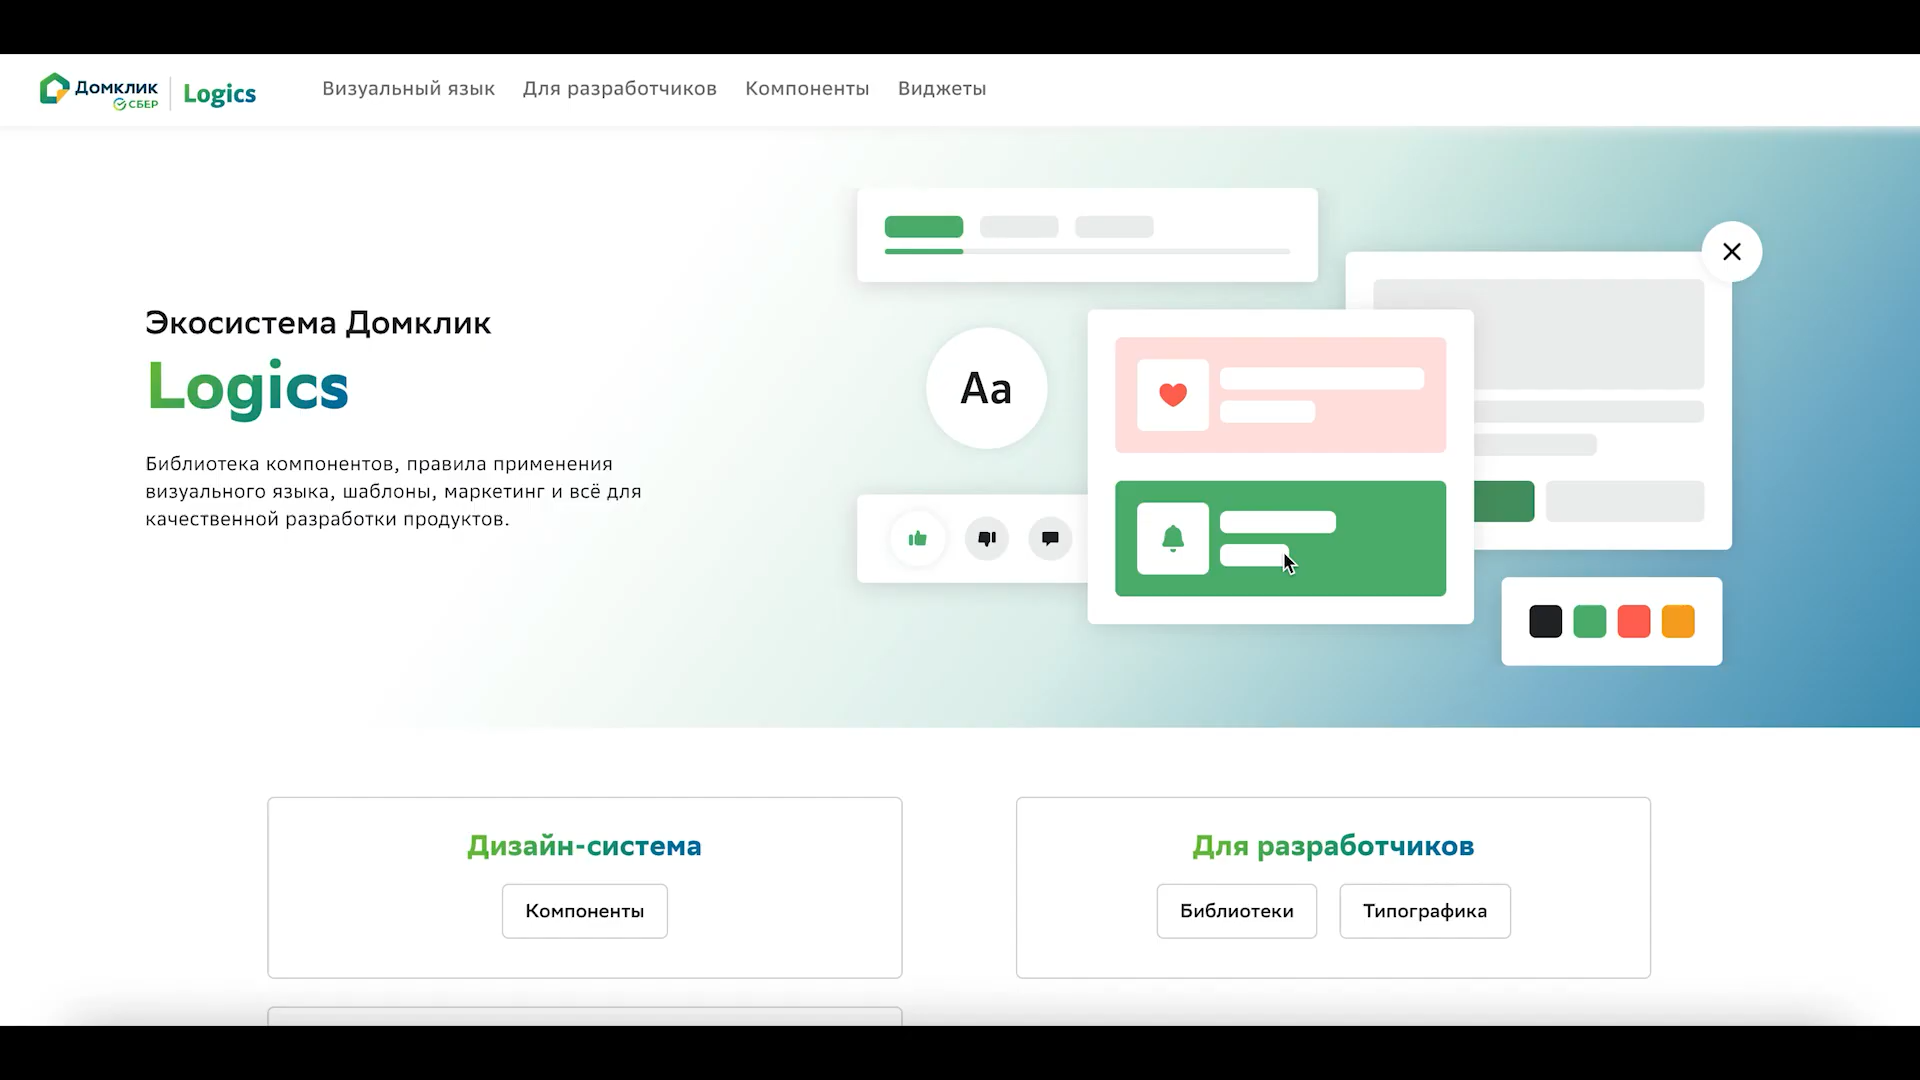 Домклик
СБЕР
Logics
Визуальный язык
Для разработчиков
Компоненты
Виджеты
Экосистема Домклик
Logics
Библиотека компонентов, правила применения
визуального языка, шаблоны, маркетинг и всё для
качественной разработки продуктов.
Aa
Дизайн-система
Компоненты
Для разработчиков
Библиотеки
Типографика